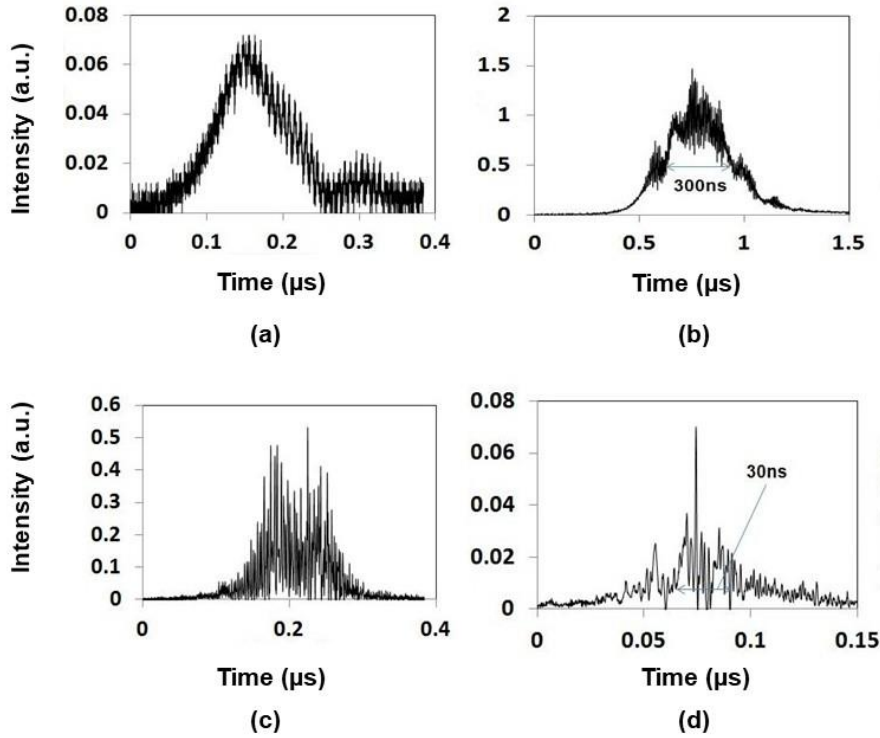 Intensity (a.u.)
0.08
0.06
0.04
0.02
0
0 0.1 0.2 0.3 0.4
Time (μs)
(a)
2
1.5
1
0.5
0
300ns
0 0.5 1 1.5
Time (μs)
(b)
Intensity (a.u.)
0.6
0.5
0.4
0.3
0.2
0.1
0
0 0.2 0.4
Time (μs)
(c)
0.08
0.06
0.04
0.02
0
30ns
0 0.05 0.1 0.15
Time (μs)
(d)